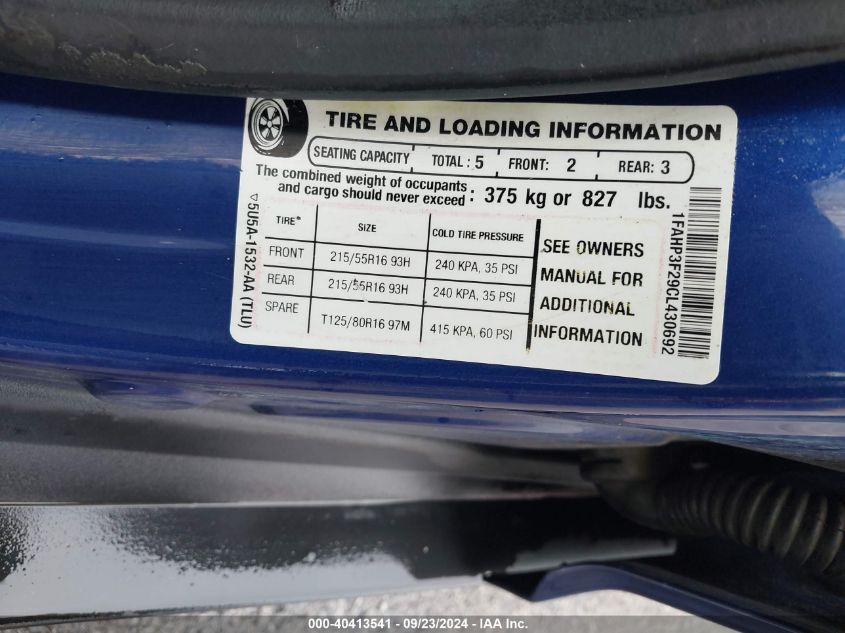 TIRE AND LOADING INFORMATION
SEATING CAPACITY TOTAL : 5 FRONT: 2 REAR: 3
The combined weight of occupants
and cargo should never exceed : 375 kg or 827 lbs.
TIRE* SIZE COLD TIRE PRESSURE
FRONT 215/55R16 93H 240 KPA, 35 PSI
REAR 215/55R16 93H 240 KPA, 35 PSI
SPARE T125/80R16 97M 415 KPA, 60 PSI
SEE OWNERS
MANUAL FOR
ADDITIONAL
INFORMATION
5U5A-1532-AA (TLU)
1FAHP3F29CL430692
000-40413541 - 09/23/2024 - IAA Inc.